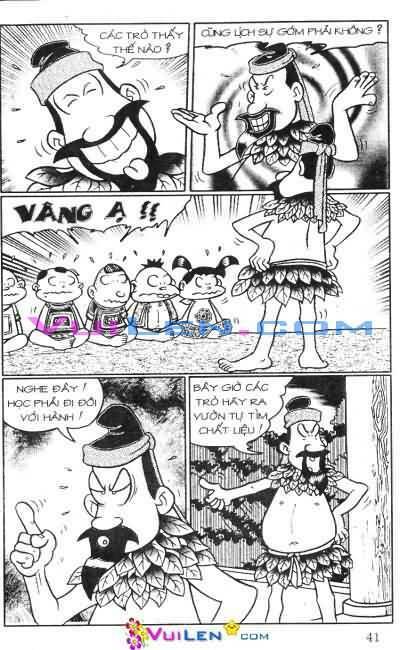 CÁC TRÒ THẤY
THẾ NÀO ?
CŨNG LỊCH SỰ GỚM PHẢI KHÔNG ?
VÂNG Ạ !!
VUILEN.COM
NGHE ĐÂY !
HỌC PHẢI ĐI ĐÔI
VỚI HÀNH !
BÂY GIỜ CÁC
TRÒ HÃY RA
VƯỜN TỰ TÌM
CHẤT LIỆU !
41
VUILEN.COM